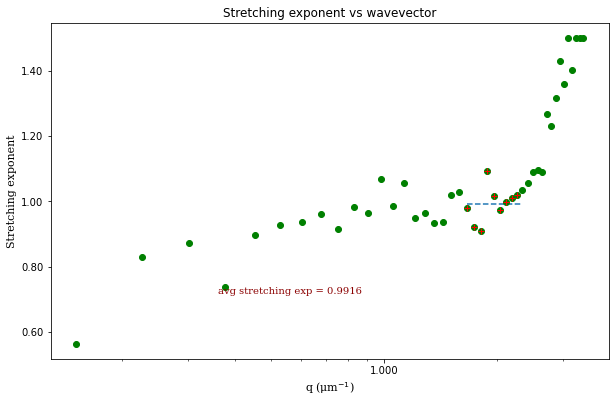 Stretching exponent vs wavevector
Stretching exponent
1.40
1.20
1.00
0.80
0.60
avg stretching exp = 0.9916
1.000
q (μm⁻¹)